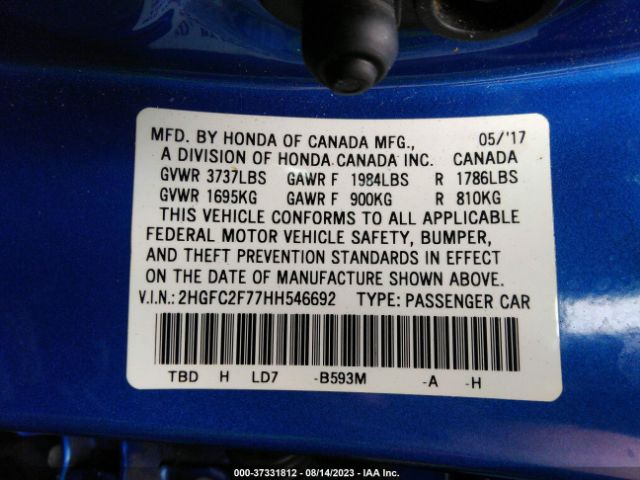 MFD. BY HONDA OF CANADA MFG., 05/'17
A DIVISION OF HONDA CANADA INC. CANADA
GVWR 3737LBS GAWR F 1984LBS R 1786LBS
GVWR 1695KG GAWR F 900KG R 810KG
THIS VEHICLE CONFORMS TO ALL APPLICABLE
FEDERAL MOTOR VEHICLE SAFETY, BUMPER,
AND THEFT PREVENTION STANDARDS IN EFFECT
ON THE DATE OF MANUFACTURE SHOWN ABOVE.
V.I.N.: 2HGFC2F77HH546692 TYPE: PASSENGER CAR
TBD H LD7 -B593M -A -H
000-37331812 - 08/14/2023 - IAA Inc.